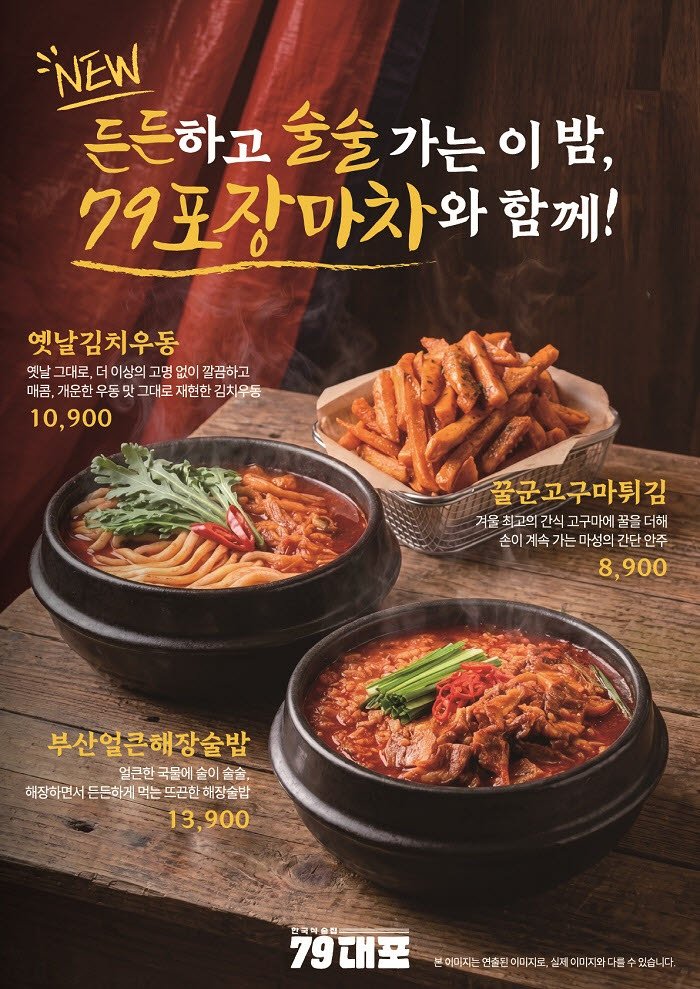 NEW
든든하고 술술 가는 이 밤,
79포장마차와 함께!
옛날김치우동
옛날 그대로, 더 이상의 고명 없이 깔끔하고
매콤, 개운한 우동 맛 그대로 재현한 김치우동
10,900
꿀군고구마튀김
겨울 최고의 간식 고구마에 꿀을 더해
손이 계속 가는 마성의 간단 안주
8,900
부산얼큰해장술밥
얼큰한 국물에 술이 술술,
해장하면서 든든하게 먹는 뜨끈한 해장술밥
13,900
한국식 술집
79대포
본 이미지는 연출된 이미지로, 실제 이미지와 다를 수 있습니다.